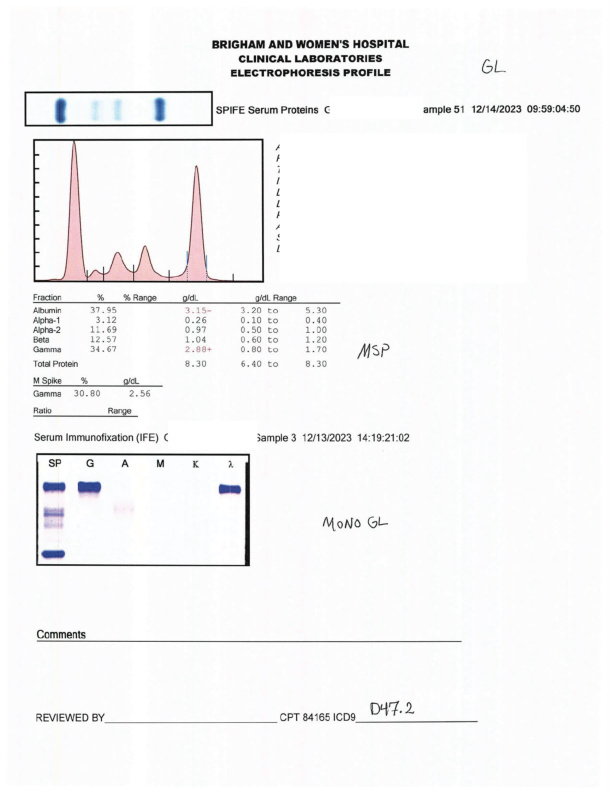 BRIGHAM AND WOMEN'S HOSPITAL
CLINICAL LABORATORIES
ELECTROPHORESIS PROFILE
GL
SPIFE Serum Proteins ample 51 12/14/2023 09:59:04:50
Fraction % % Range g/dL g/dL Range
Albumin 37.95 3.15- 3.20 to 5.30
Alpha-1 3.12 0.26 0.10 to 0.40
Alpha-2 11.69 0.97 0.50 to 1.00
Beta 12.57 1.04 0.60 to 1.20
Gamma 34.67 2.88+ 0.80 to 1.70
MSP
Total Protein 8.30 6.40 to 8.30
M Spike % g/dL
Gamma 30.80 2.56
Ratio Range
Serum Immunofixation (IFE) Sample 3 12/13/2023 14:19:21:02
SP G A M K λ
MONO GL
Comments
REVIEWED BY CPT 84165 ICD9 D47.2